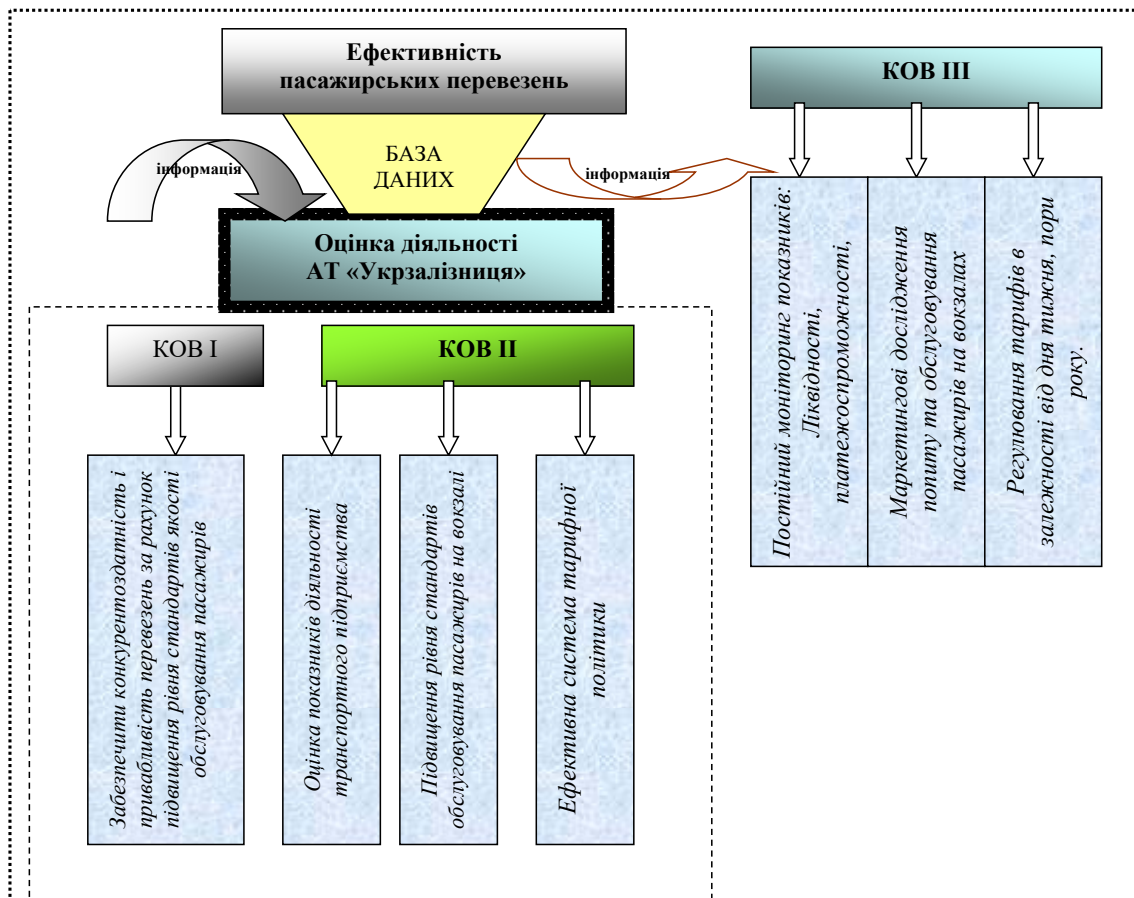 Ефективність
пасажирських перевезень
КОВ ІІІ
БАЗА
ДАНИХ
інформація
інформація
Оцінка діяльності
АТ «Укрзалізниця»
КОВ І
КОВ ІІ
Постійний моніторинг показників:
Ліквідності,
платежоспроможності,
Маркетингові дослідження
попиту та обслуговування
пасажирів на вокзалах
Регулювання тарифів в
залежності від дня тижня, пори
року.
Забезпечити конкурентоздатність і
привабливість перевезень за рахунок
підвищення рівня стандартів якості
обслуговування пасажирів
Оцінка показників діяльності
транспортного підприємства
Підвищення рівня стандартів
обслуговування пасажирів на вокзалі
Ефективна система тарифної
політики